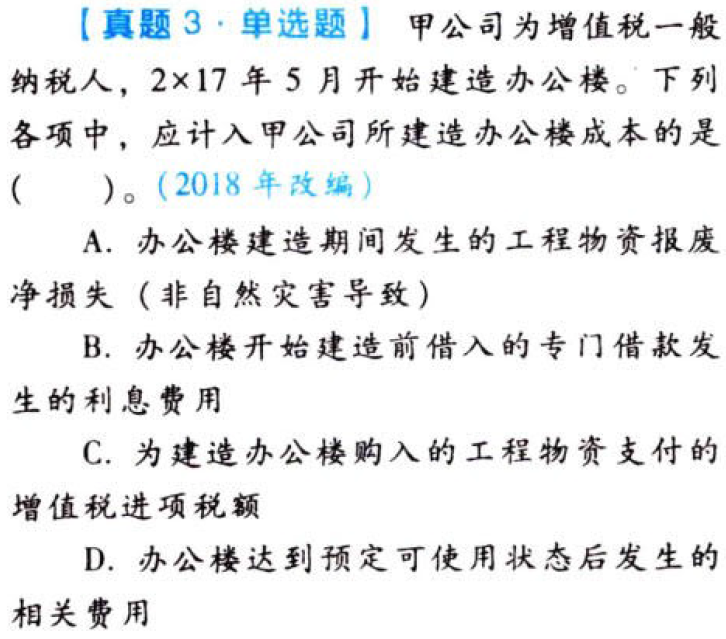 【真题3·单选题】 甲公司为增值税一般
纳税人，2×17年5月开始建造办公楼。下列
各项中，应计入甲公司所建造办公楼成本的是
(　　)。(2018年改编)
A. 办公楼建造期间发生的工程物资报废
净损失（非自然灾害导致）
B. 办公楼开始建造前借入的专门借款发
生的利息费用
C. 为建造办公楼购入的工程物资支付的
增值税进项税额
D. 办公楼达到预定可使用状态后发生的
相关费用